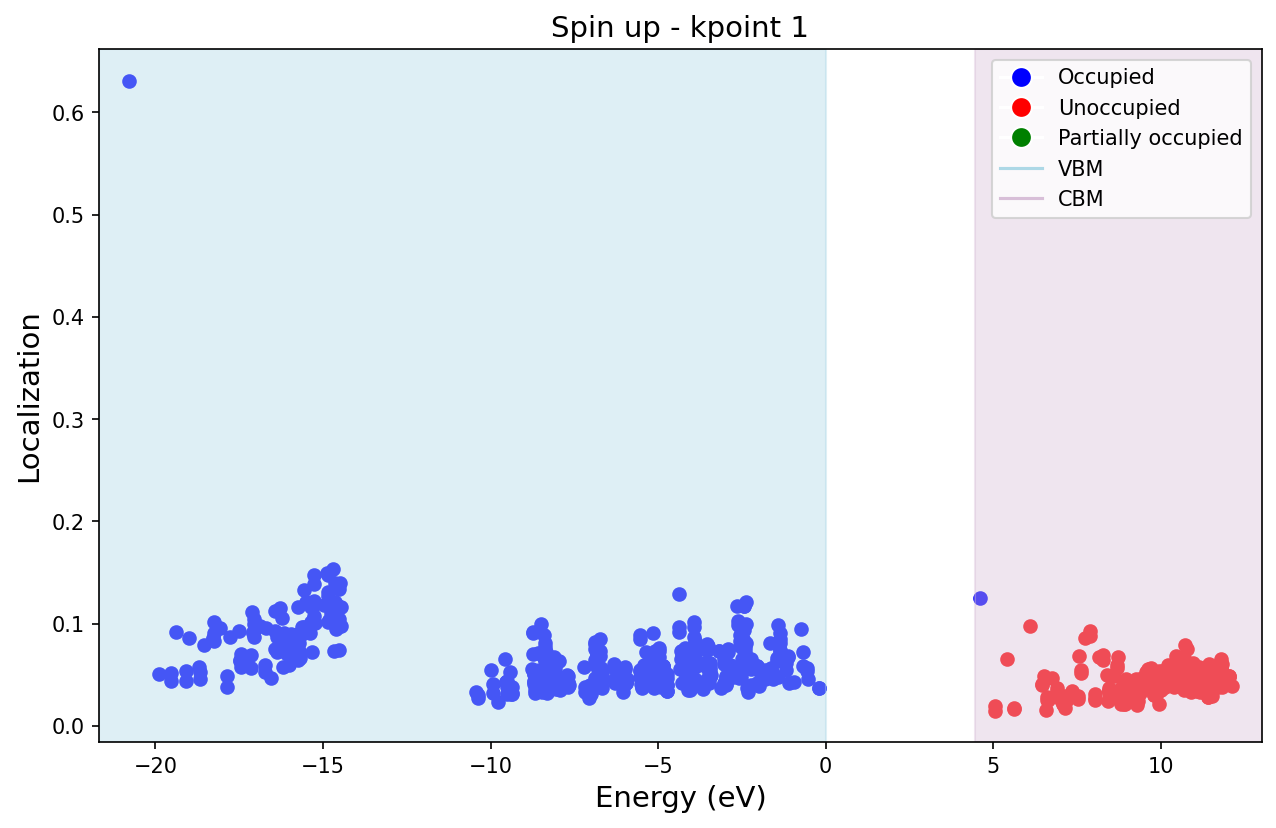 Spin up - kpoint 1
Localization
0.6
0.5
0.4
0.3
0.2
0.1
0.0
Occupied
Unoccupied
Partially occupied
VBM
CBM
−20
−15
−10
−5
0
5
10
Energy (eV)